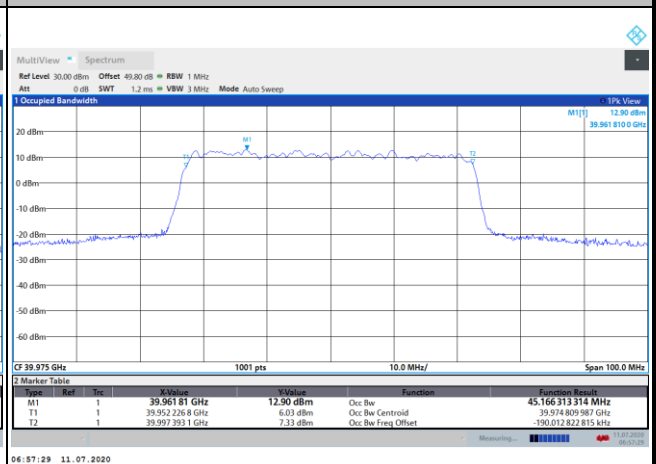 MultiView Spectrum
Ref Level 30.00 dBm Offset 49.80 dB RBW 1 MHz
Att 0 dB SWT 1.2 ms VBW 3 MHz Mode Auto Sweep
1 Occupied Bandwidth 1Pk View
M1[1] 12.90 dBm
39.961 810 0 GHz
20 dBm
M1
10 dBm
T1
T2
0 dBm
-10 dBm
-20 dBm
-30 dBm
-40 dBm
-50 dBm
-60 dBm
CF 39.975 GHz 1001 pts 10.0 MHz/ Span 100.0 MHz
2 Marker Table
Type Ref Trc X-Value Y-Value Function Function Result
M1 1 39.961 81 GHz 12.90 dBm Occ Bw 45.166 313 314 MHz
T1 1 39.952 226 8 GHz 6.03 dBm Occ Bw Centroid 39.974 809 987 GHz
T2 1 39.997 393 1 GHz 7.33 dBm Occ Bw Freq Offset -190.012 822 815 kHz
Measuring... 11.07.2020
06:57:29
06:57:29 11.07.2020